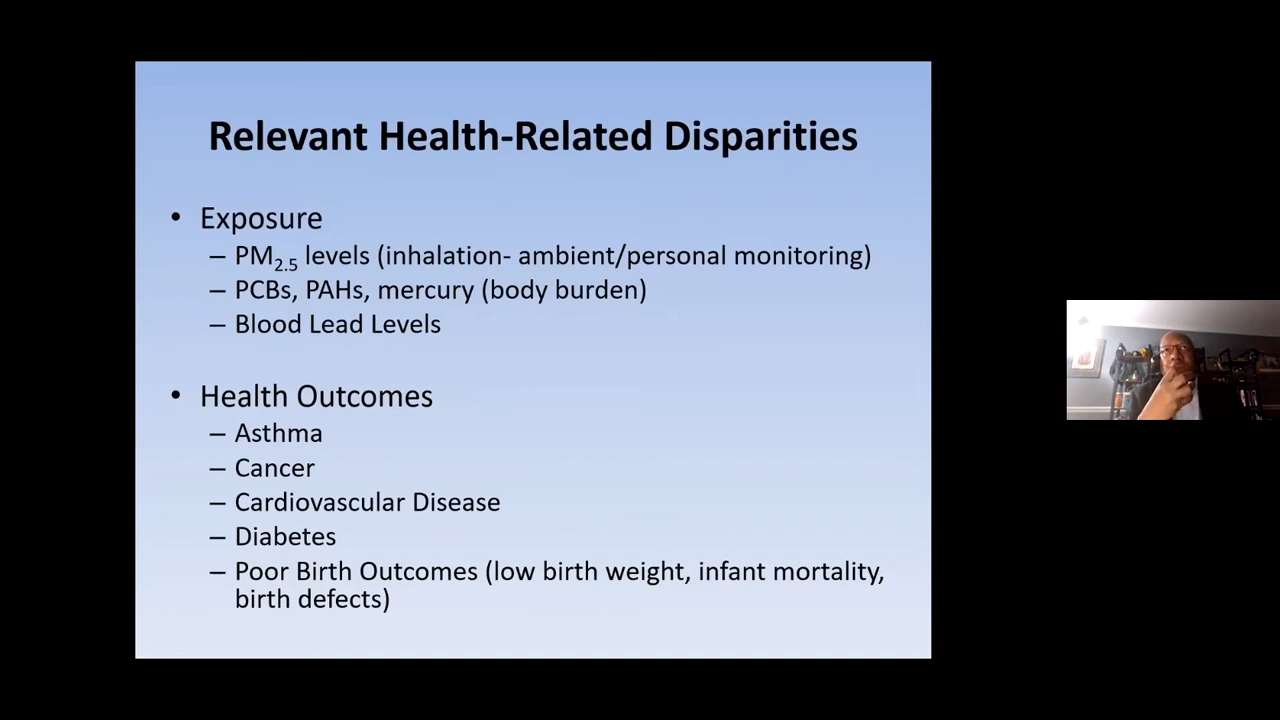 Relevant Health-Related Disparities
• Exposure
– PM2.5 levels (inhalation- ambient/personal monitoring)
– PCBs, PAHs, mercury (body burden)
– Blood Lead Levels
• Health Outcomes
– Asthma
– Cancer
– Cardiovascular Disease
– Diabetes
– Poor Birth Outcomes (low birth weight, infant mortality,
birth defects)